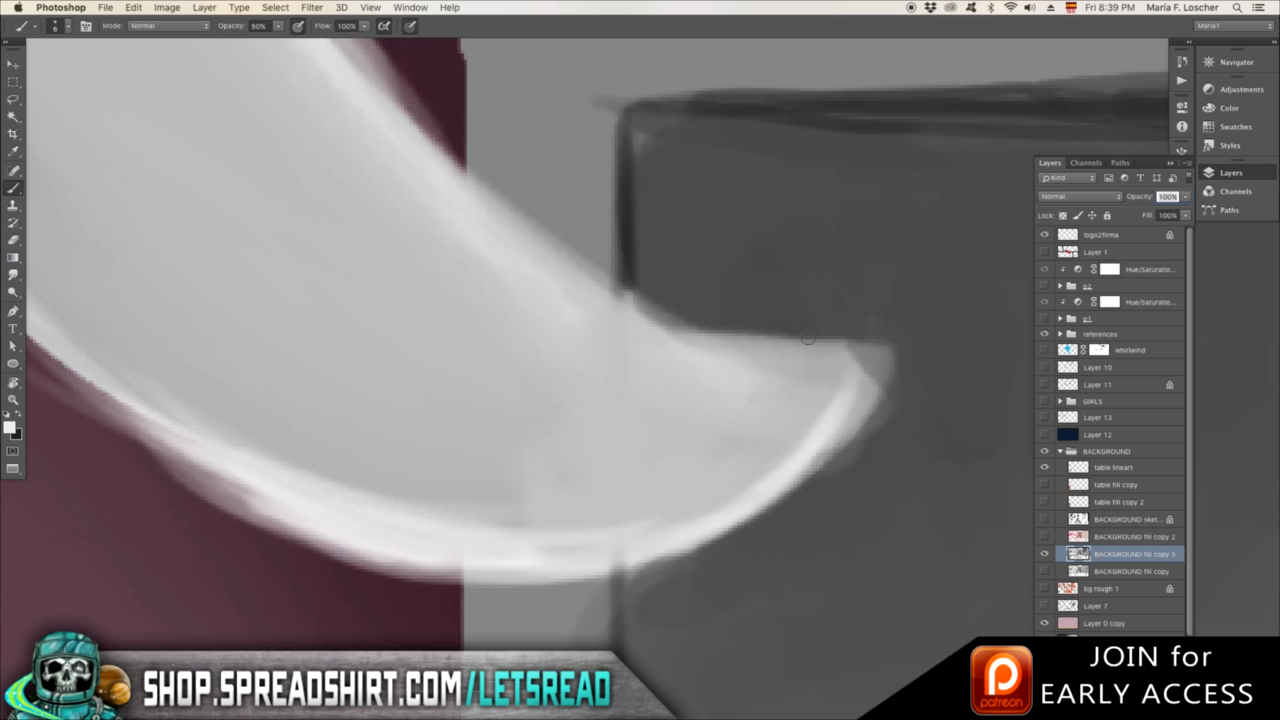 Photoshop File Edit Image Layer Type Select Filter 3D View Window Help Fri 8:39 PM María F. Loscher
6 Mode: Normal Opacity: 50% Flow: 100% Maria1
Navigator
Adjustments
Color
Swatches
Styles
Layers
Channels
Paths
Layers Channels Paths
Kind
Normal Opacity: 100%
Lock: Fill: 100%
logo2firma
Layer 1
Hue/Saturatio...
p2
Hue/Saturatio...
p1
references
whirlwind
Layer 10
Layer 11
GIRLS
Layer 13
Layer 12
BACKGROUND
table lineart
table fill copy
table fill copy 2
BACKGROUND sket...
BACKGROUND fill copy 2
BACKGROUND fill copy 3
BACKGROUND fill copy
bg rough 1
Layer 7
Layer 0 copy
SHOP.SPREADSHIRT.COM/LETSREAD
patreon
JOIN for
EARLY ACCESS